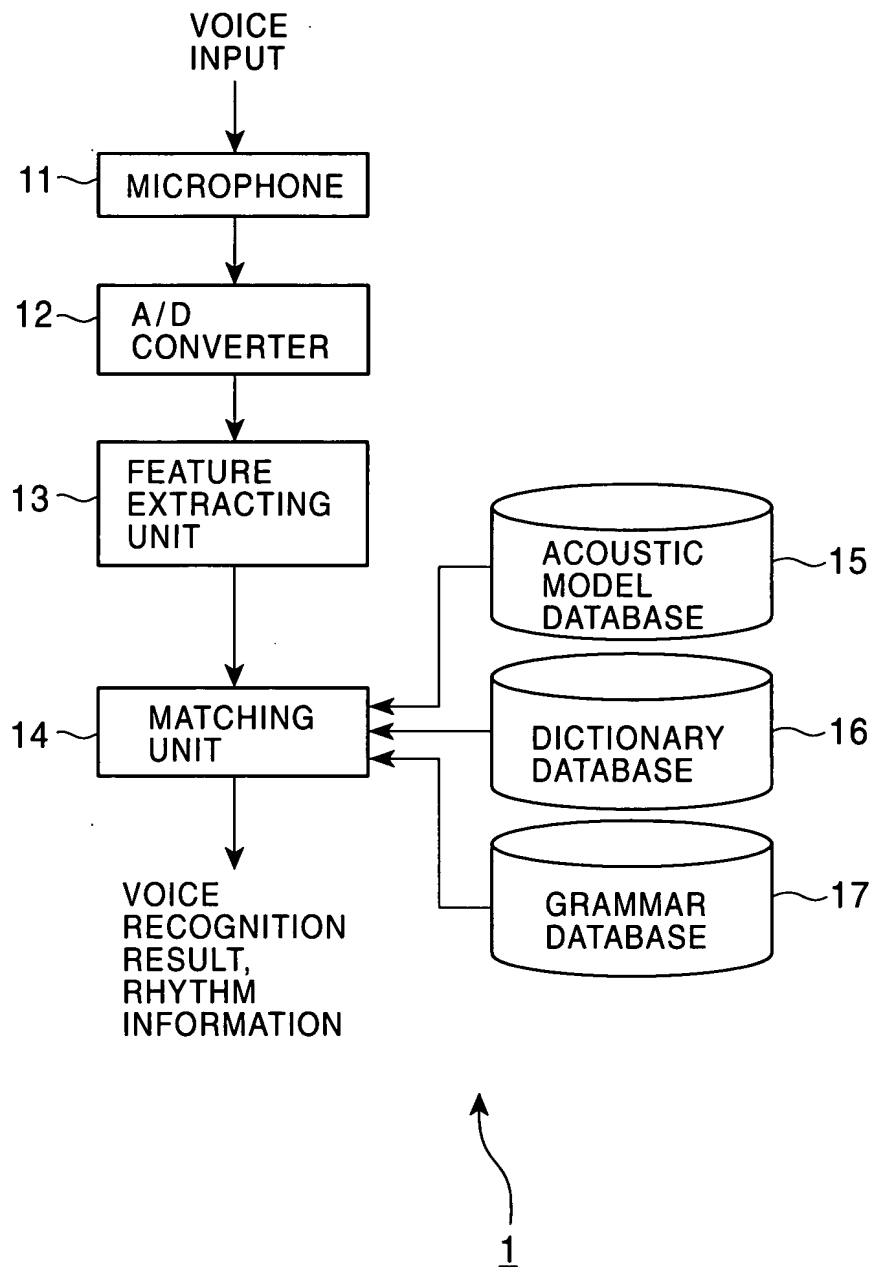 VOICE
INPUT
11
MICROPHONE
12
A/D
CONVERTER
13
FEATURE
EXTRACTING
UNIT
ACOUSTIC
MODEL
DATABASE
15
14
MATCHING
UNIT
DICTIONARY
DATABASE
16
GRAMMAR
DATABASE
17
VOICE
RECOGNITION
RESULT,
RHYTHM
INFORMATION
1